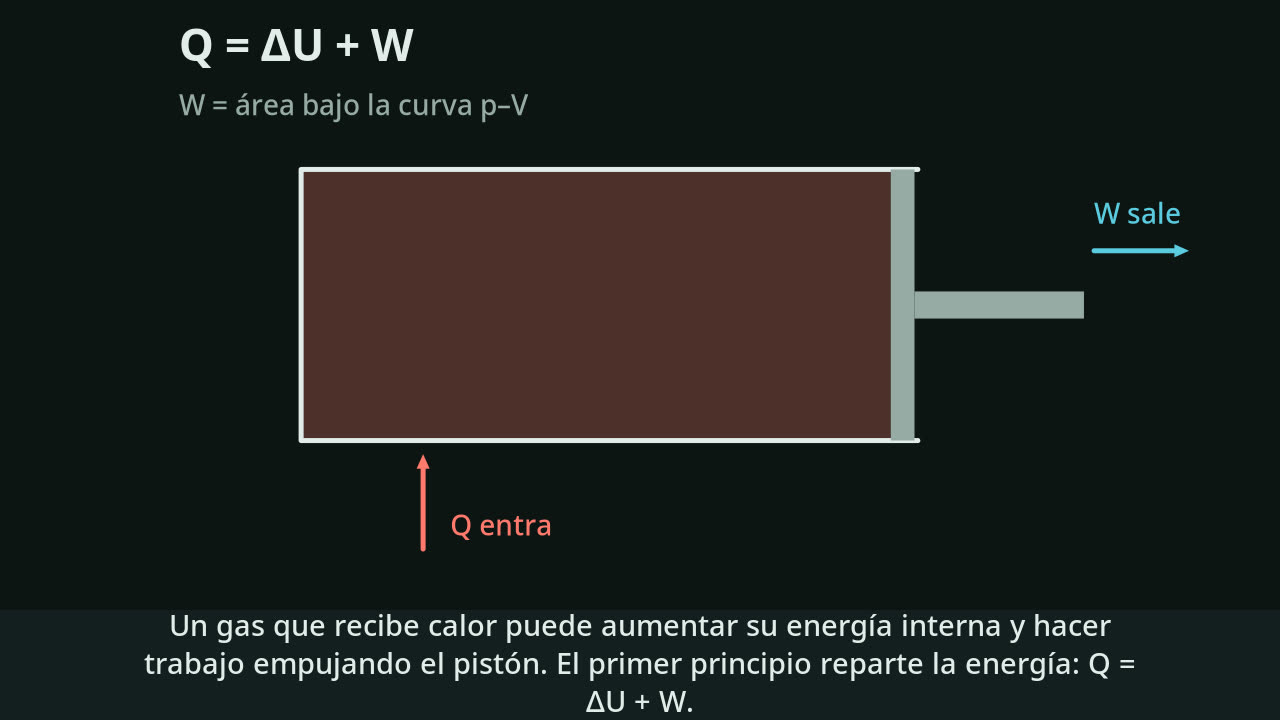 Q = ΔU + W
W = área bajo la curva p–V
W sale
Q entra
Un gas que recibe calor puede aumentar su energía interna y hacer
trabajo empujando el pistón. El primer principio reparte la energía: Q =
ΔU + W.